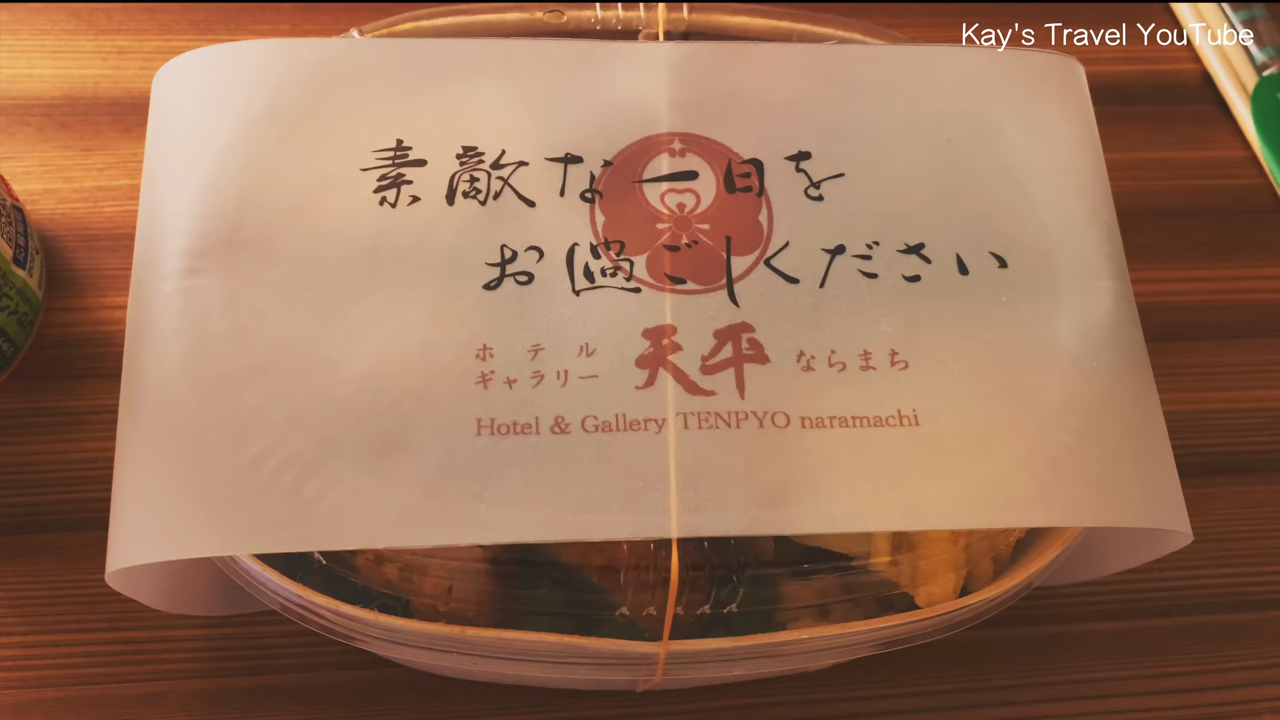 Kay's Travel YouTube
素敵な一日を
お過ごしください
ホテル
ギャラリー
天平
ならまち
Hotel & Gallery TENPYO naramachi